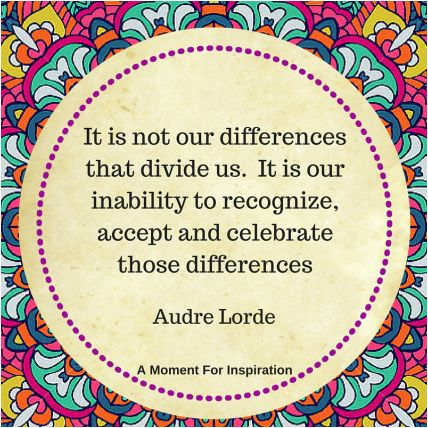 It is not our differences
that divide us.  It is our
inability to recognize,
accept and celebrate
those differences
Audre Lorde
A Moment For Inspiration